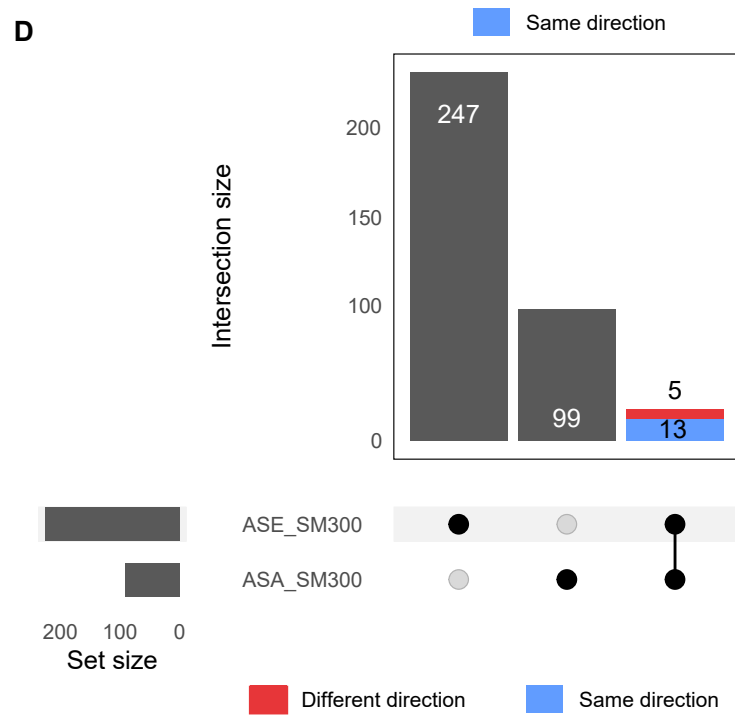 D
Same direction
Intersection size
200
150
100
0
247
99
5
13
ASE_SM300
ASA_SM300
200 100 0
Set size
Different direction Same direction